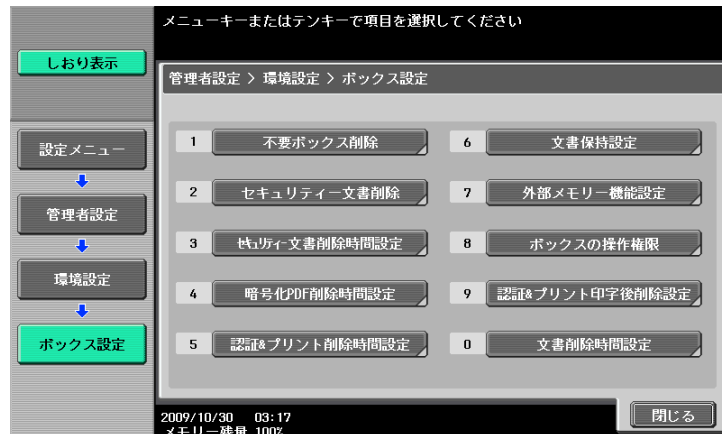 メニューキーまたはテンキーで項目を選択してください
しおり表示
管理者設定 > 環境設定 > ボックス設定
設定メニュー
管理者設定
環境設定
ボックス設定
1 不要ボックス削除
2 セキュリティー文書削除
3 ｾｷｭﾘﾃｨｰ文書削除時間設定
4 暗号化PDF削除時間設定
5 認証&プリント削除時間設定
6 文書保持設定
7 外部メモリー機能設定
8 ボックスの操作権限
9 認証&プリント印字後削除設定
0 文書削除時間設定
2009/10/30 03:17
メモリー残量 100%
閉じる